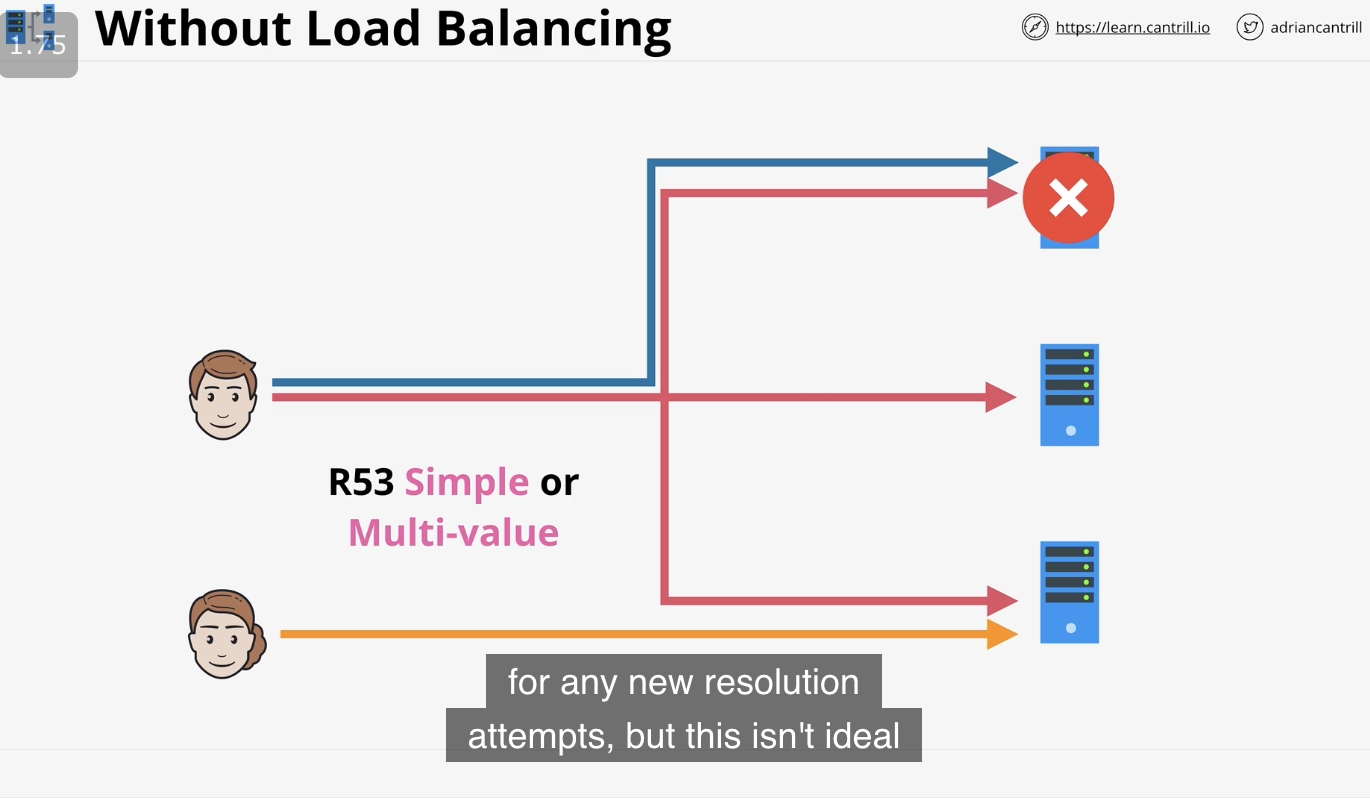 1.75
Without Load Balancing
https://learn.cantrill.io
adriancantrill
R53 Simple or
Multi-value
for any new resolution
attempts, but this isn't ideal